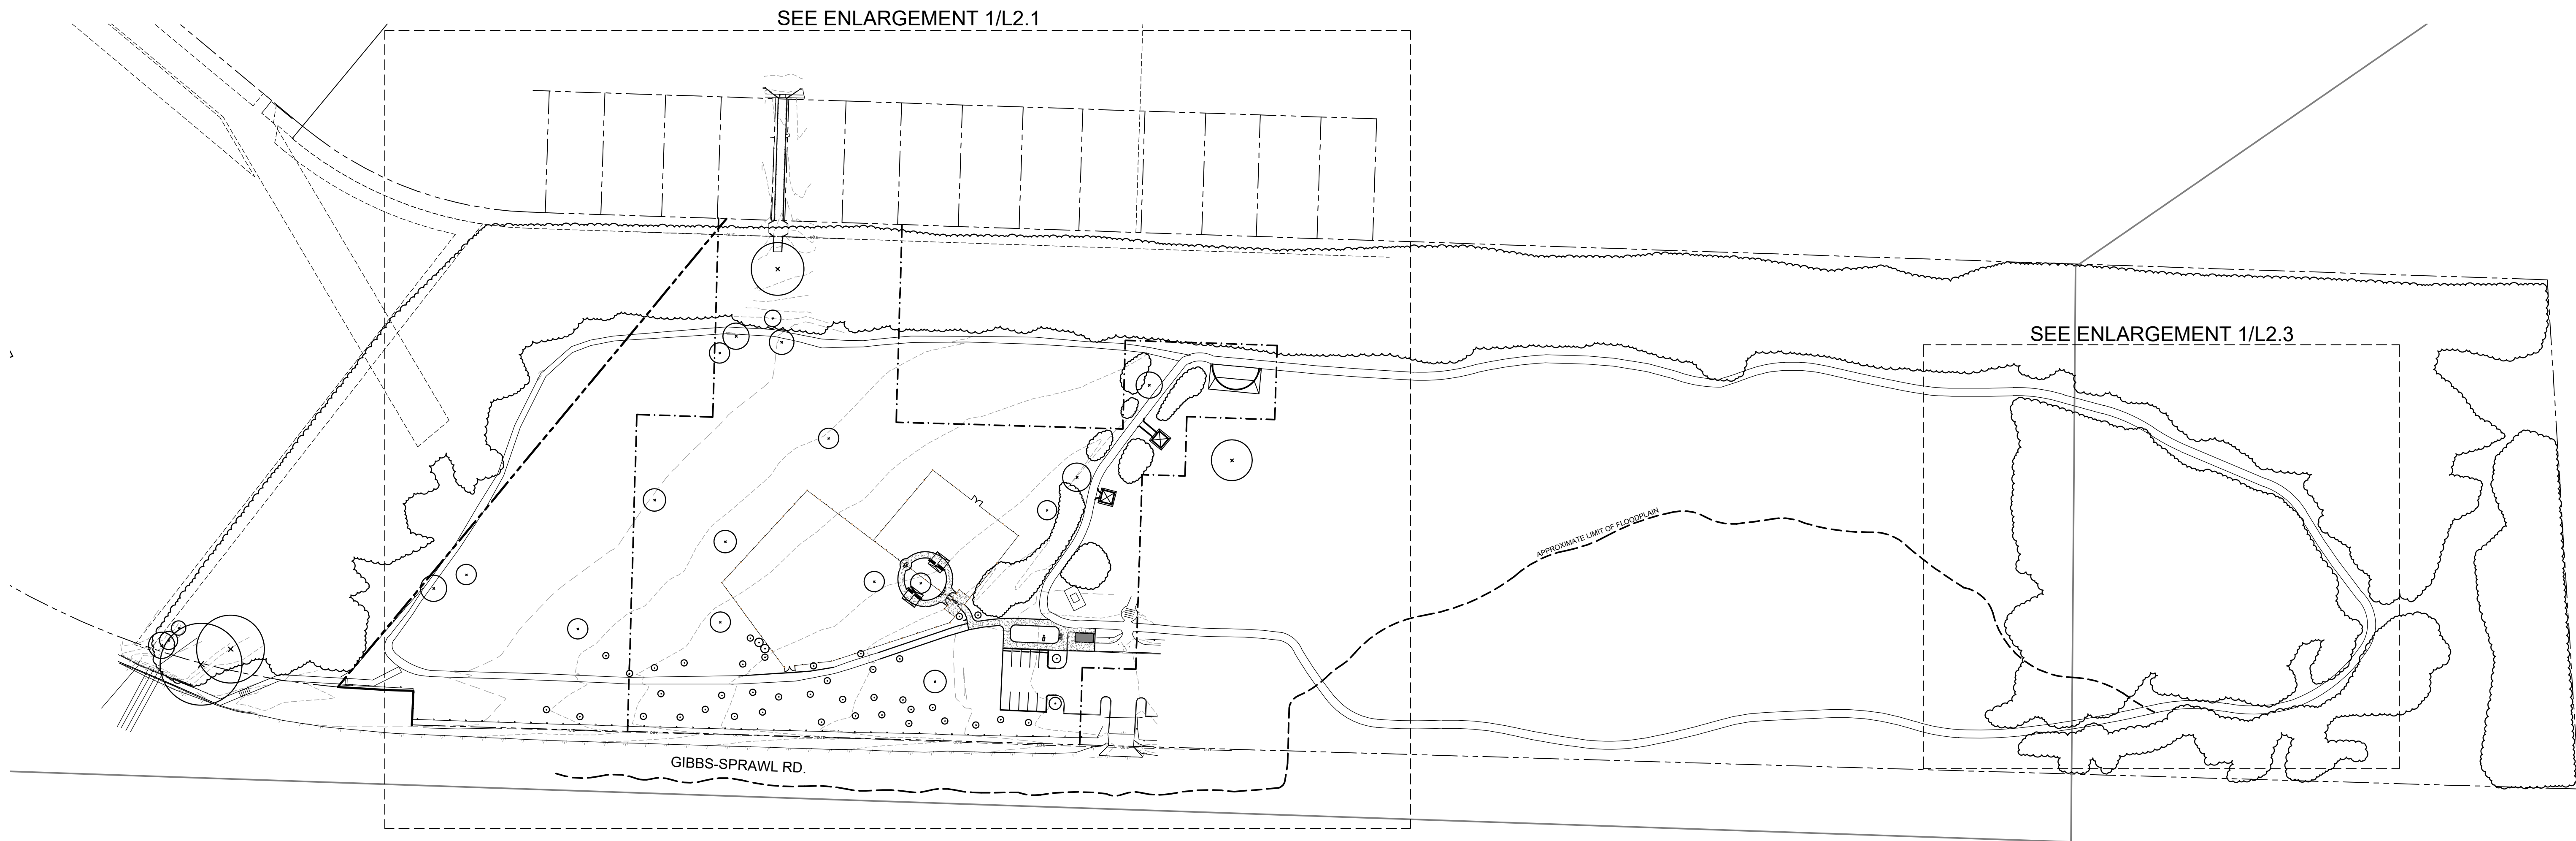 SEE ENLARGEMENT 1/L2.1
SEE ENLARGEMENT 1/L2.3
APPROXIMATE LIMIT OF FLOODPLAIN
GIBBS-SPRAWL RD.